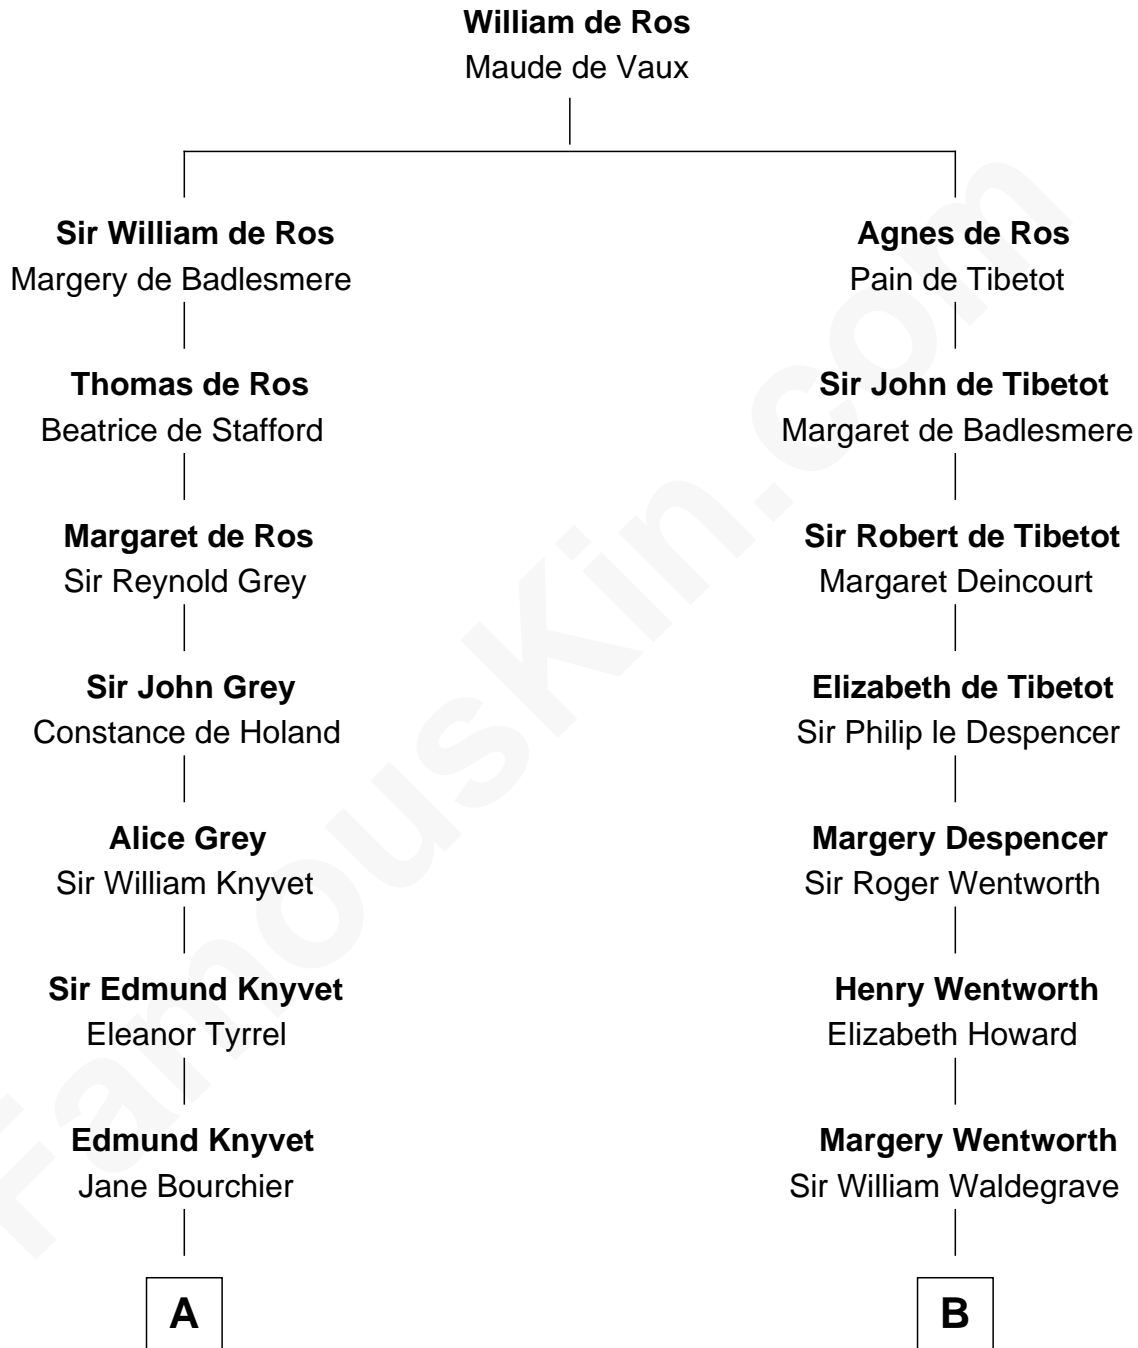 William de Ros
Maude de Vaux
Sir William de Ros
Margery de Badlesmere
Agnes de Ros
Pain de Tibetot
Thomas de Ros
Beatrice de Stafford
Sir John de Tibetot
Margaret de Badlesmere
Margaret de Ros
Sir Reynold Grey
Sir Robert de Tibetot
Margaret Deincourt
Sir John Grey
Constance de Holand
Elizabeth de Tibetot
Sir Philip le Despencer
Alice Grey
Sir William Knyvet
Margery Despencer
Sir Roger Wentworth
Sir Edmund Knyvet
Eleanor Tyrrel
Henry Wentworth
Elizabeth Howard
Edmund Knyvet
Jane Bourchier
Margery Wentworth
Sir William Waldegrave
A
B
FamousKin.com